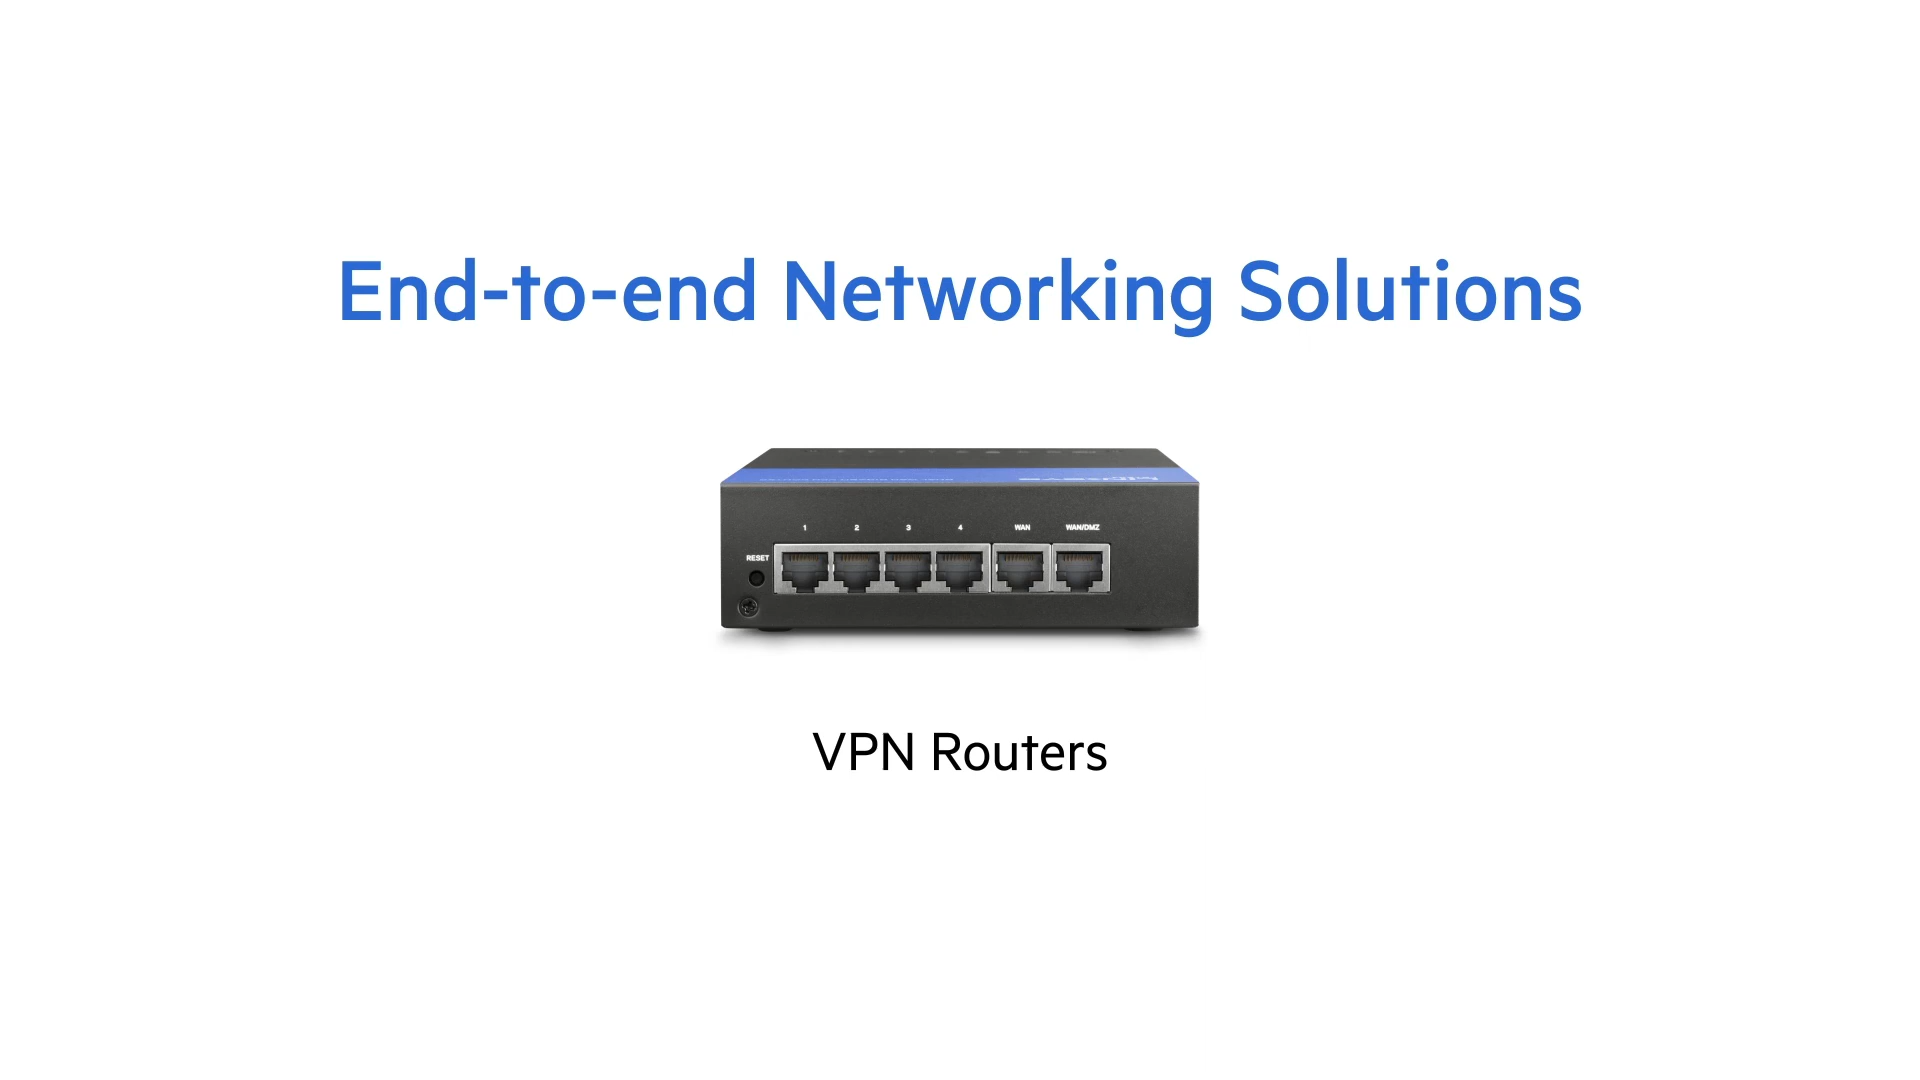 End-to-end Networking Solutions
1 2 3 4 WAN WAN/DMZ
RESET
VPN Routers